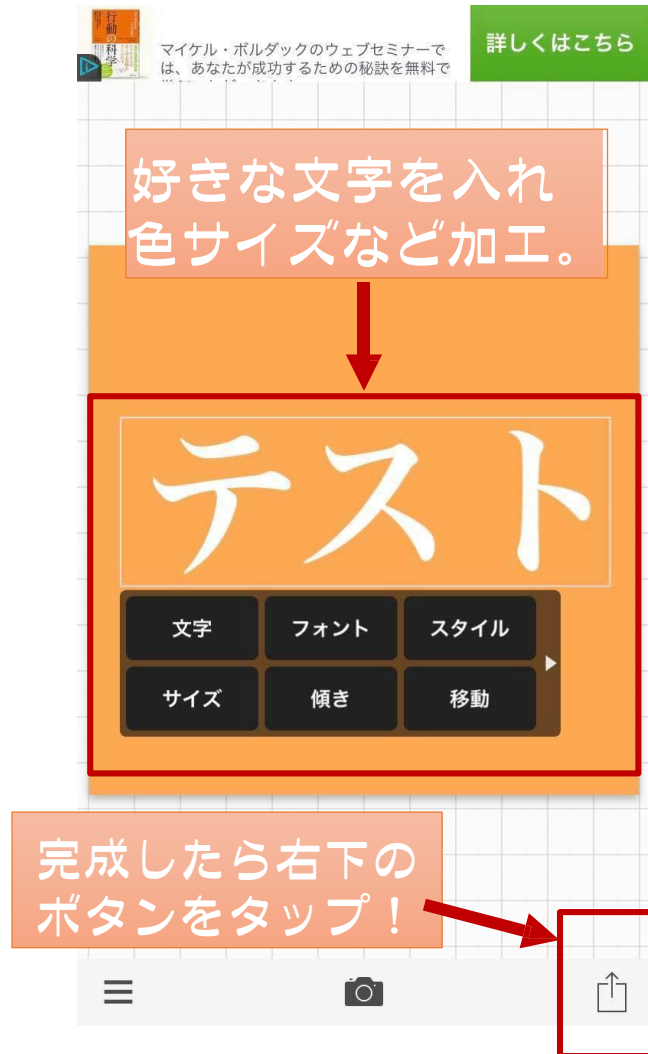 行動の科学
マイケル・ボルダックのウェブセミナーで
は、あなたが成功するための秘訣を無料で
詳しくはこちら
好きな文字を入れ
色サイズなど加工。
テスト
文字
フォント
スタイル
サイズ
傾き
移動
完成したら右下の
ボタンをタップ！